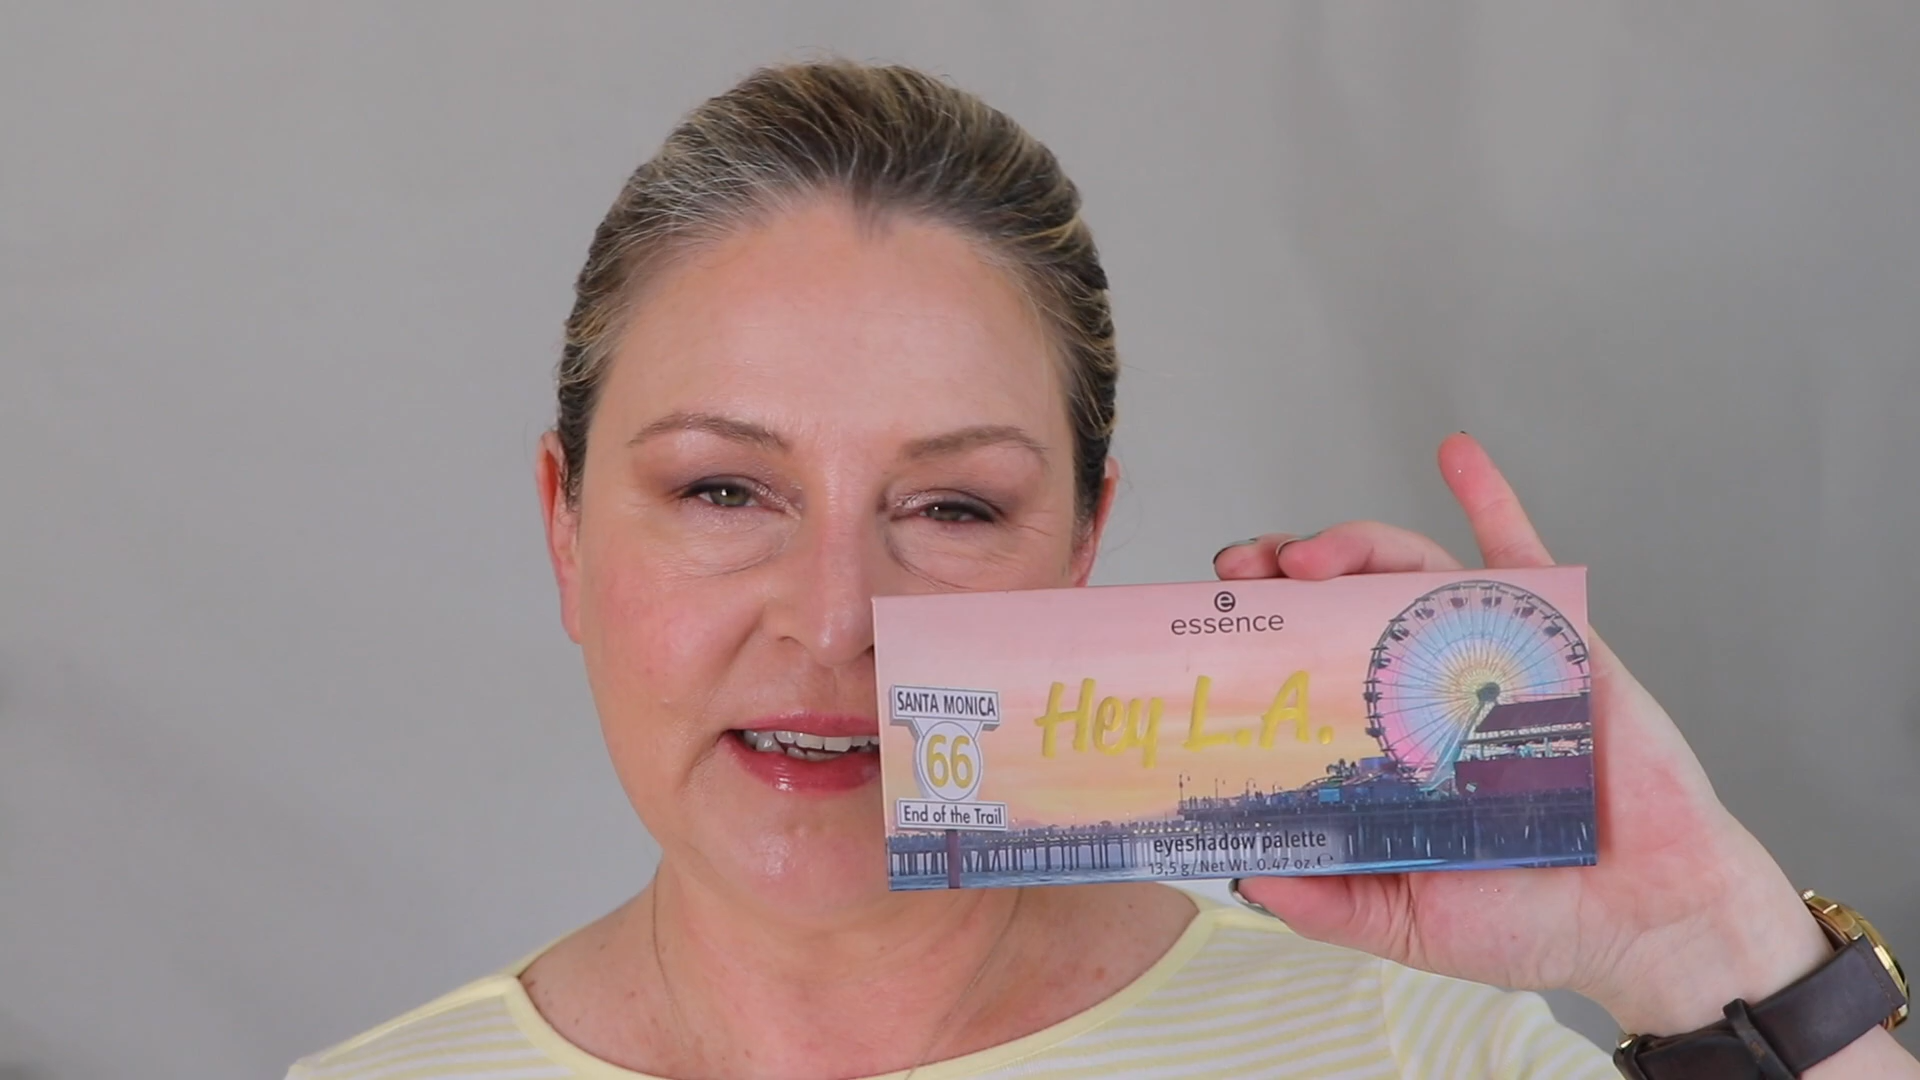 e
essence
Hey L.A.
SANTA MONICA
66
End of the Trail
eyeshadow palette
13,5 g / Net Wt. 0.47 oz. ℮